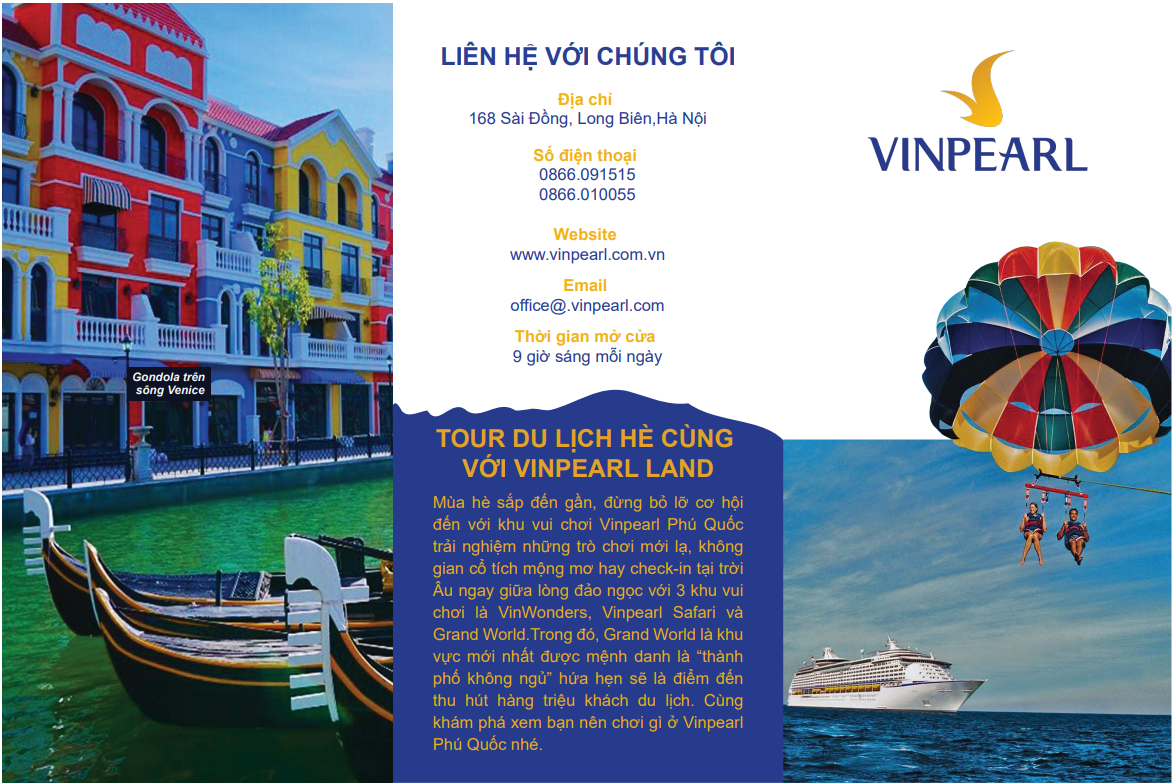 Gondola trên
sông Venice
LIÊN HỆ VỚI CHÚNG TÔI
Địa chỉ
168 Sài Đồng, Long Biên,Hà Nội
Số điện thoại
0866.091515
0866.010055
Website
www.vinpearl.com.vn
Email
office@.vinpearl.com
Thời gian mở cửa
9 giờ sáng mỗi ngày
TOUR DU LỊCH HÈ CÙNG
VỚI VINPEARL LAND
Mùa hè sắp đến gần, đừng bỏ lỡ cơ hội
đến với khu vui chơi Vinpearl Phú Quốc
trải nghiệm những trò chơi mới lạ, không
gian cổ tích mộng mơ hay check-in tại trời
Âu ngay giữa lòng đảo ngọc với 3 khu vui
chơi là VinWonders, Vinpearl Safari và
Grand World.Trong đó, Grand World là khu
vực mới nhất được mệnh danh là “thành
phố không ngủ” hứa hẹn sẽ là điểm đến
thu hút hàng triệu khách du lịch. Cùng
khám phá xem bạn nên chơi gì ở Vinpearl
Phú Quốc nhé.
VINPEARL